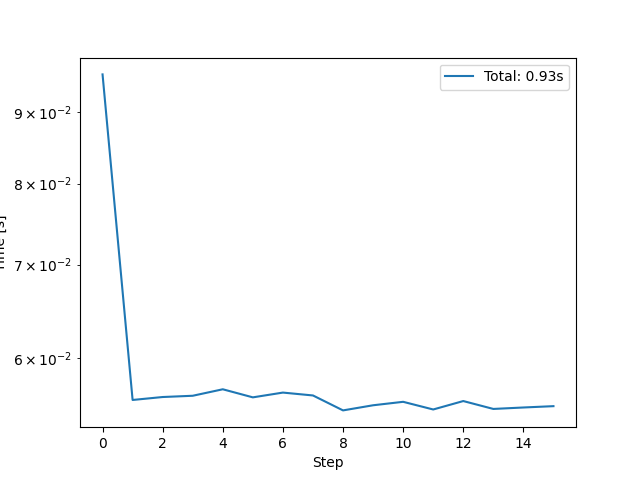 Total: 0.93s
9 × 10⁻²
8 × 10⁻²
7 × 10⁻²
6 × 10⁻²
[s]
0 2 4 6 8 10 12 14
Step